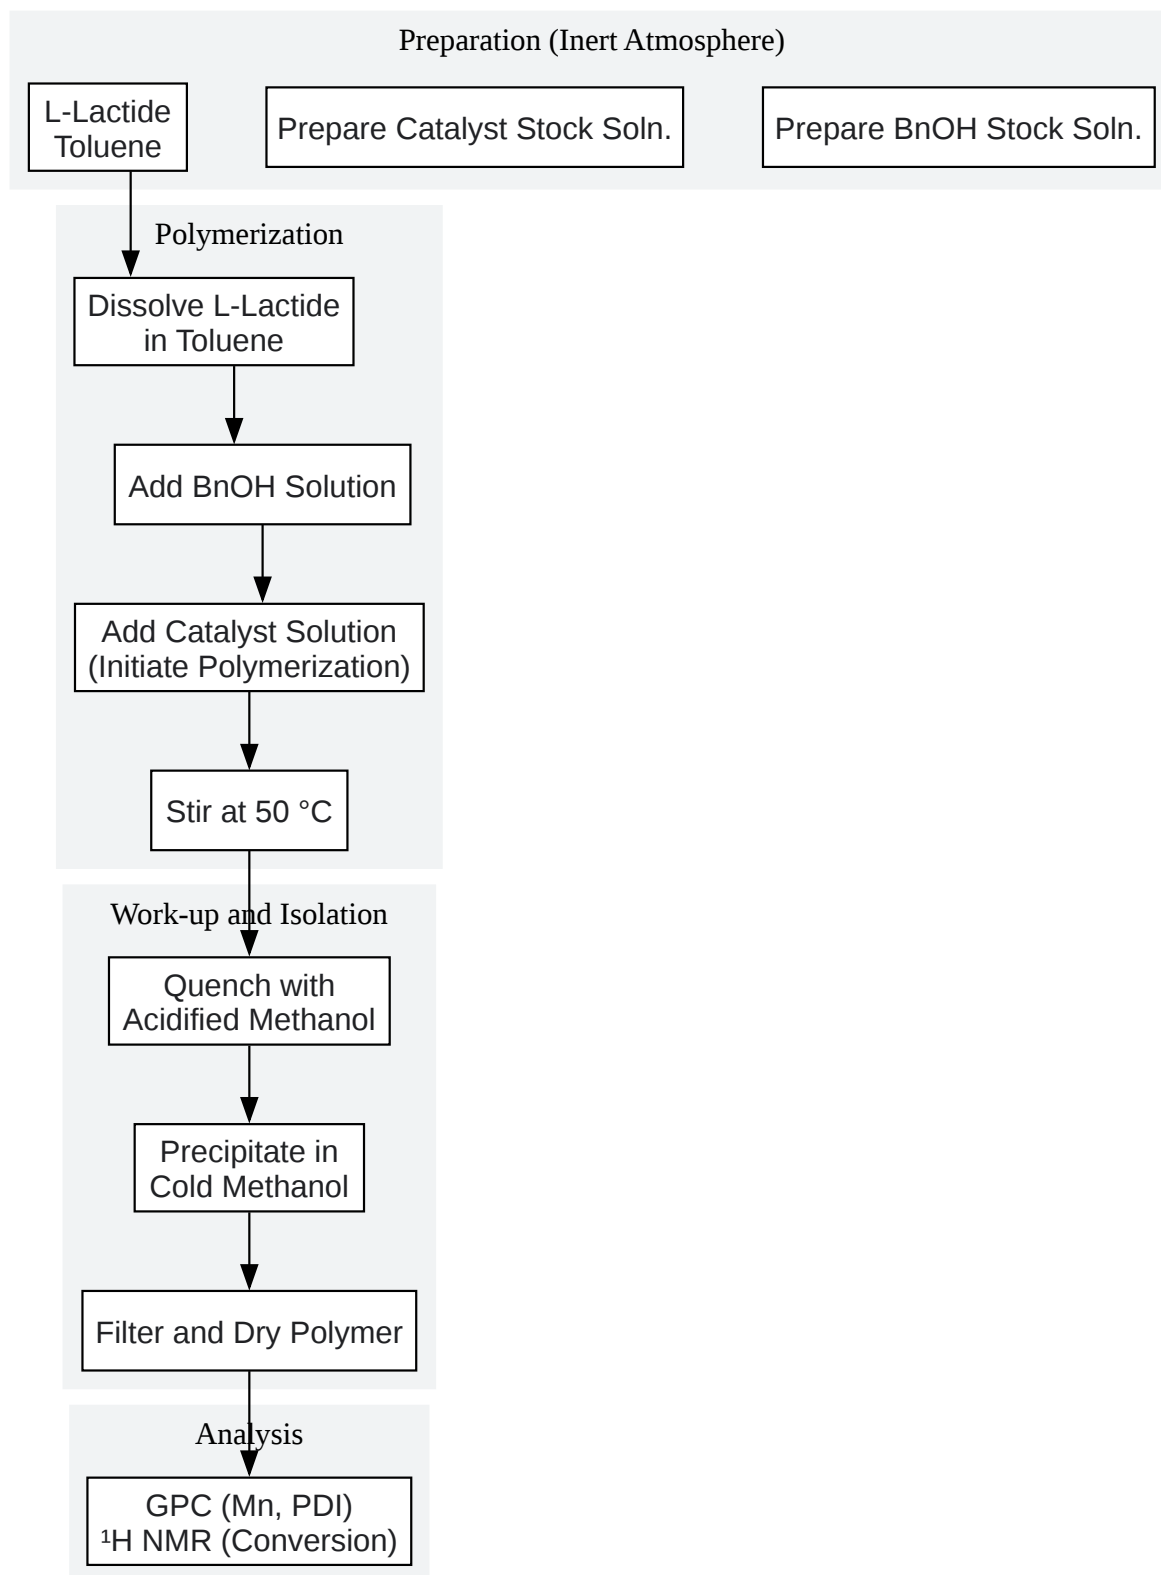 Preparation (Inert Atmosphere)
L-Lactide
Toluene
Prepare Catalyst Stock Soln.
Prepare BnOH Stock Soln.
Polymerization
Dissolve L-Lactide
in Toluene
Add BnOH Solution
Add Catalyst Solution
(Initiate Polymerization)
Stir at 50 °C
Work-up and Isolation
Quench with
Acidified Methanol
Precipitate in
Cold Methanol
Filter and Dry Polymer
Analysis
GPC (Mn, PDI)
¹H NMR (Conversion)